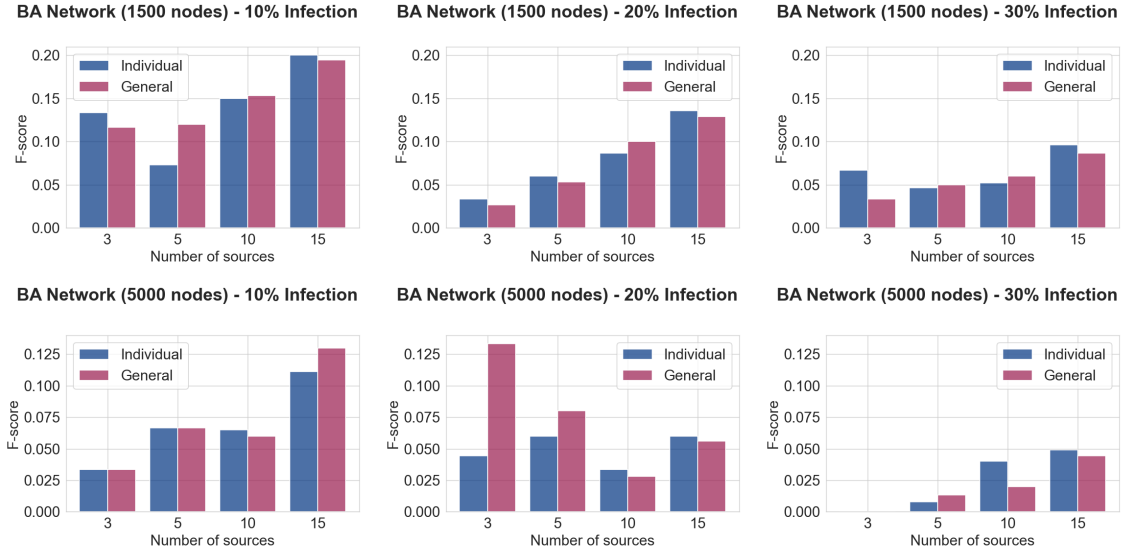 BA Network (1500 nodes) - 10% Infection
F-score
0.20
0.15
0.10
0.05
0.00
Individual
General
3 5 10 15
Number of sources
BA Network (1500 nodes) - 20% Infection
F-score
0.20
0.15
0.10
0.05
0.00
Individual
General
3 5 10 15
Number of sources
BA Network (1500 nodes) - 30% Infection
F-score
0.20
0.15
0.10
0.05
0.00
Individual
General
3 5 10 15
Number of sources
BA Network (5000 nodes) - 10% Infection
F-score
0.125
0.100
0.075
0.050
0.025
0.000
Individual
General
3 5 10 15
Number of sources
BA Network (5000 nodes) - 20% Infection
F-score
0.125
0.100
0.075
0.050
0.025
0.000
Individual
General
3 5 10 15
Number of sources
BA Network (5000 nodes) - 30% Infection
F-score
0.125
0.100
0.075
0.050
0.025
0.000
Individual
General
3 5 10 15
Number of sources